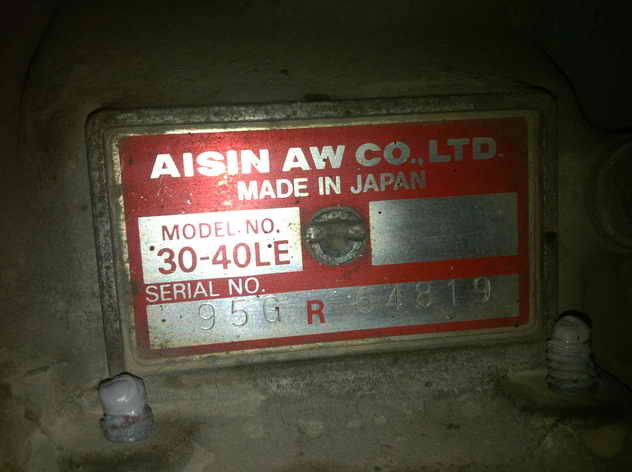 AISIN AW CO., LTD.
MADE IN JAPAN
MODEL NO.
30-40LE
SERIAL NO.
95G R 64819